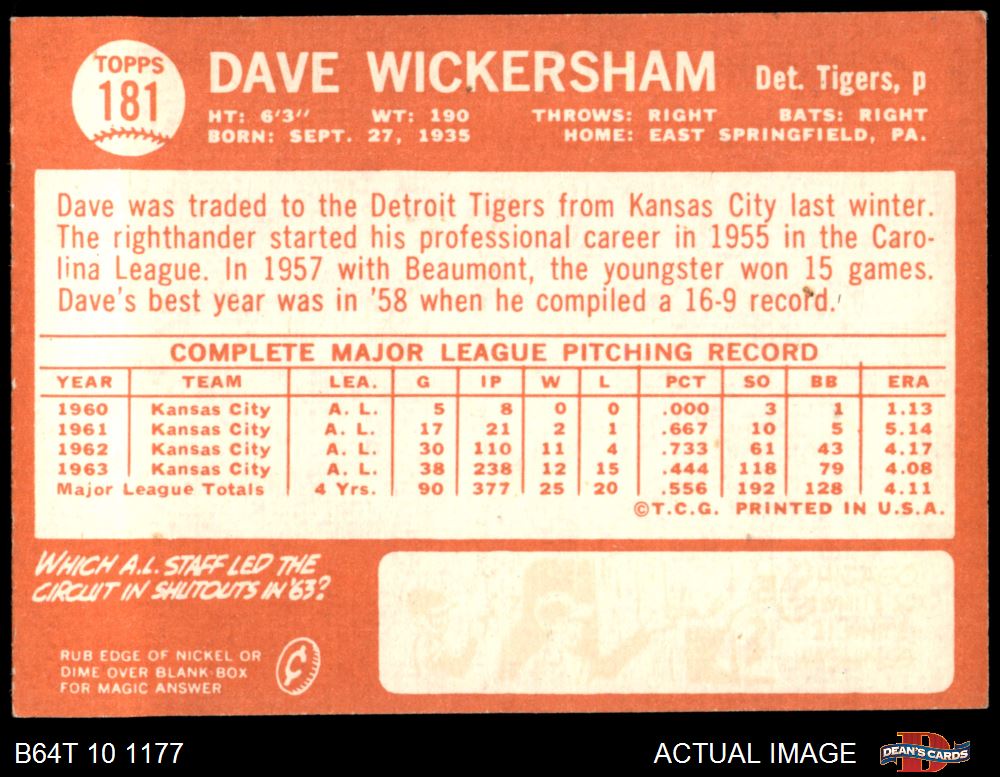 TOPPS
181
DAVE WICKERSHAM Det. Tigers, p
HT: 6'3" WT: 190 THROWS: RIGHT BATS: RIGHT
BORN: SEPT. 27, 1935 HOME: EAST SPRINGFIELD, PA.
Dave was traded to the Detroit Tigers from Kansas City last winter.
The righthander started his professional career in 1955 in the Caro-
lina League. In 1957 with Beaumont, the youngster won 15 games.
Dave's best year was in '58 when he compiled a 16-9 record.
COMPLETE MAJOR LEAGUE PITCHING RECORD
YEAR TEAM LEA. G IP W L PCT SO BB ERA
1960 Kansas City A. L. 5 8 0 0 .000 3 1 1.13
1961 Kansas City A. L. 17 21 2 1 .667 10 5 5.14
1962 Kansas City A. L. 30 110 11 4 .733 61 43 4.17
1963 Kansas City A. L. 38 238 12 15 .444 118 79 4.08
Major League Totals 4 Yrs. 90 377 25 20 .556 192 128 4.11
©T.C.G. PRINTED IN U.S.A.
WHICH A.L. STAFF LED THE
CIRCUIT IN SHUTOUTS IN '63?
RUB EDGE OF NICKEL OR
DIME OVER BLANK BOX
FOR MAGIC ANSWER
¢
B64T 10 1177 ACTUAL IMAGE DEAN'S CARDS